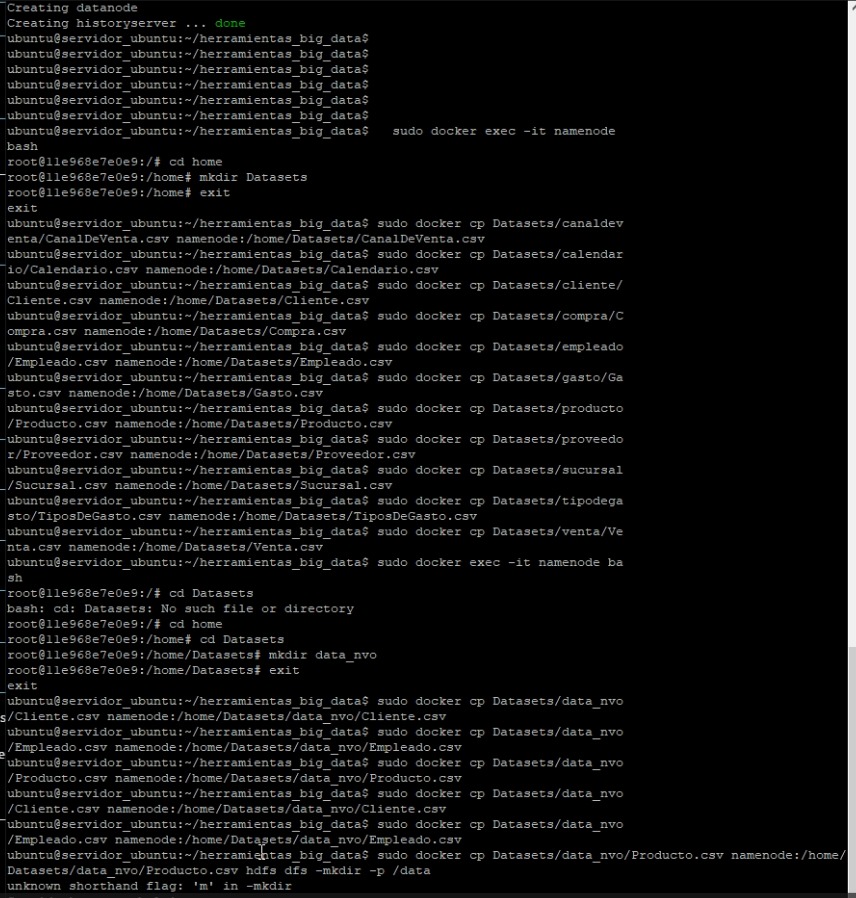 Creating datanode
Creating historyserver ... done
ubuntu@servidor_ubuntu:~/herramientas_big_data$
ubuntu@servidor_ubuntu:~/herramientas_big_data$
ubuntu@servidor_ubuntu:~/herramientas_big_data$
ubuntu@servidor_ubuntu:~/herramientas_big_data$
ubuntu@servidor_ubuntu:~/herramientas_big_data$
ubuntu@servidor_ubuntu:~/herramientas_big_data$
ubuntu@servidor_ubuntu:~/herramientas_big_data$   sudo docker exec -it namenode
bash
root@11e968e7e0e9:/# cd home
root@11e968e7e0e9:/home# mkdir Datasets
root@11e968e7e0e9:/home# exit
exit
ubuntu@servidor_ubuntu:~/herramientas_big_data$ sudo docker cp Datasets/canaldev
enta/CanalDeVenta.csv namenode:/home/Datasets/CanalDeVenta.csv
ubuntu@servidor_ubuntu:~/herramientas_big_data$ sudo docker cp Datasets/calendar
io/Calendario.csv namenode:/home/Datasets/Calendario.csv
ubuntu@servidor_ubuntu:~/herramientas_big_data$ sudo docker cp Datasets/cliente/
Cliente.csv namenode:/home/Datasets/Cliente.csv
ubuntu@servidor_ubuntu:~/herramientas_big_data$ sudo docker cp Datasets/compra/C
ompra.csv namenode:/home/Datasets/Compra.csv
ubuntu@servidor_ubuntu:~/herramientas_big_data$ sudo docker cp Datasets/empleado
/Empleado.csv namenode:/home/Datasets/Empleado.csv
ubuntu@servidor_ubuntu:~/herramientas_big_data$ sudo docker cp Datasets/gasto/Ga
sto.csv namenode:/home/Datasets/Gasto.csv
ubuntu@servidor_ubuntu:~/herramientas_big_data$ sudo docker cp Datasets/producto
/Producto.csv namenode:/home/Datasets/Producto.csv
ubuntu@servidor_ubuntu:~/herramientas_big_data$ sudo docker cp Datasets/proveedo
r/Proveedor.csv namenode:/home/Datasets/Proveedor.csv
ubuntu@servidor_ubuntu:~/herramientas_big_data$ sudo docker cp Datasets/sucursal
/Sucursal.csv namenode:/home/Datasets/Sucursal.csv
ubuntu@servidor_ubuntu:~/herramientas_big_data$ sudo docker cp Datasets/tipodega
sto/TiposDeGasto.csv namenode:/home/Datasets/TiposDeGasto.csv
ubuntu@servidor_ubuntu:~/herramientas_big_data$ sudo docker cp Datasets/venta/Ve
nta.csv namenode:/home/Datasets/Venta.csv
ubuntu@servidor_ubuntu:~/herramientas_big_data$ sudo docker exec -it namenode ba
sh
root@11e968e7e0e9:/# cd Datasets
bash: cd: Datasets: No such file or directory
root@11e968e7e0e9:/# cd home
root@11e968e7e0e9:/home# cd Datasets
root@11e968e7e0e9:/home/Datasets# mkdir data_nvo
root@11e968e7e0e9:/home/Datasets# exit
exit
ubuntu@servidor_ubuntu:~/herramientas_big_data$ sudo docker cp Datasets/data_nvo
/Cliente.csv namenode:/home/Datasets/data_nvo/Cliente.csv
ubuntu@servidor_ubuntu:~/herramientas_big_data$ sudo docker cp Datasets/data_nvo
/Empleado.csv namenode:/home/Datasets/data_nvo/Empleado.csv
ubuntu@servidor_ubuntu:~/herramientas_big_data$ sudo docker cp Datasets/data_nvo
/Producto.csv namenode:/home/Datasets/data_nvo/Producto.csv
ubuntu@servidor_ubuntu:~/herramientas_big_data$ sudo docker cp Datasets/data_nvo
/Cliente.csv namenode:/home/Datasets/data_nvo/Cliente.csv
ubuntu@servidor_ubuntu:~/herramientas_big_data$ sudo docker cp Datasets/data_nvo
/Empleado.csv namenode:/home/Datasets/data_nvo/Empleado.csv
ubuntu@servidor_ubuntu:~/herramientas_big_data$ sudo docker cp Datasets/data_nvo/Producto.csv namenode:/home/
Datasets/data_nvo/Producto.csv hdfs dfs -mkdir -p /data
unknown shorthand flag: 'm' in -mkdir